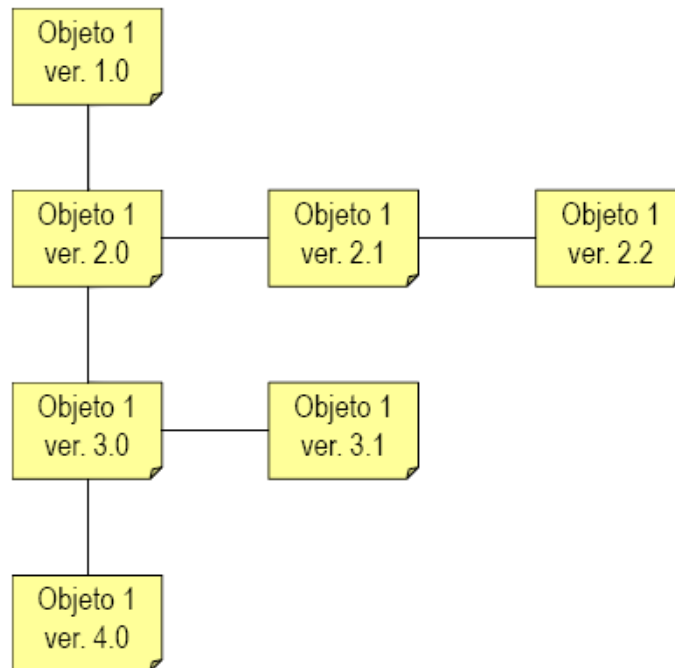 Objeto 1
ver. 1.0
Objeto 1
ver. 2.0
Objeto 1
ver. 2.1
Objeto 1
ver. 2.2
Objeto 1
ver. 3.0
Objeto 1
ver. 3.1
Objeto 1
ver. 4.0